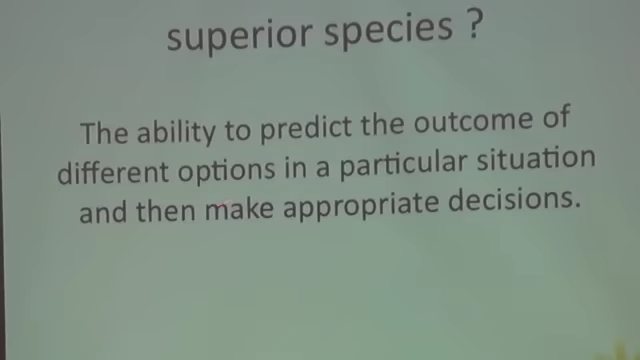 superior species ?
The ability to predict the outcome of
different options in a particular situation
and then make appropriate decisions.